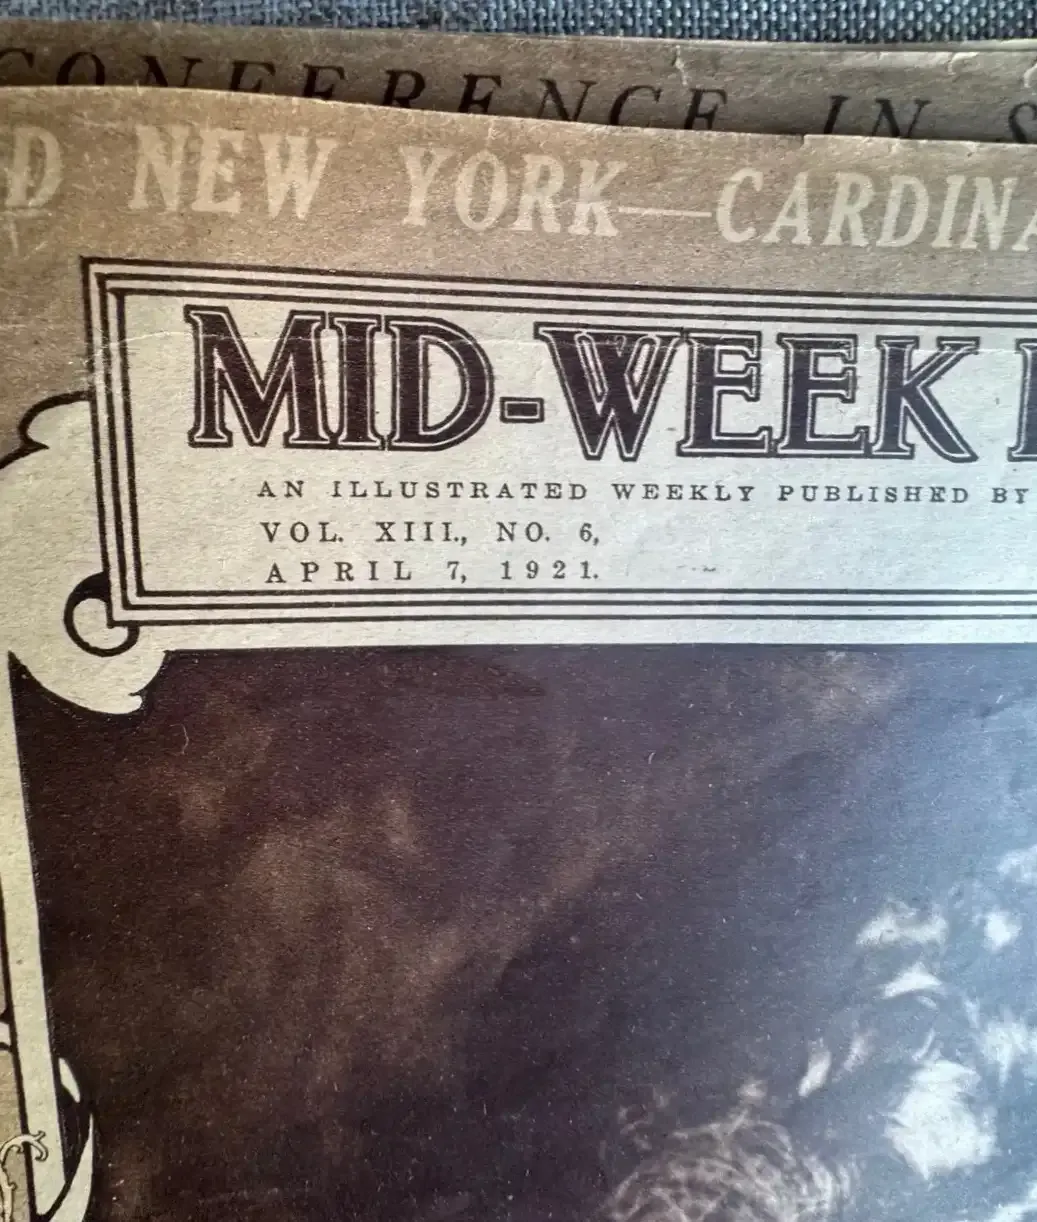 CONFERENCE IN
NEW YORK—CARDINA
MID-WEEK
AN ILLUSTRATED WEEKLY PUBLISHED BY
VOL. XIII., NO. 6,
APRIL 7, 1921.